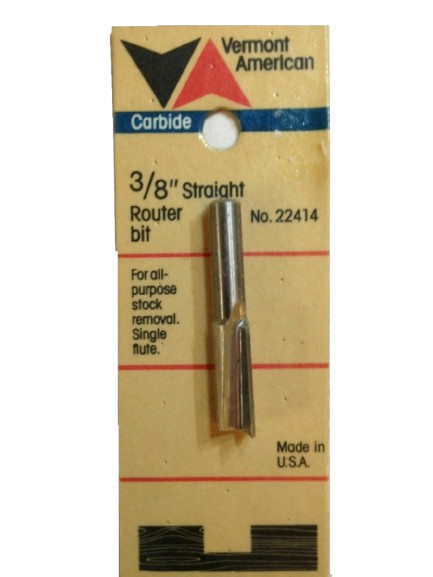 Vermont
American
Carbide
3/8" Straight
Router
bit
No. 22414
For all-
purpose
stock
removal.
Single
flute.
Made in
U.S.A.